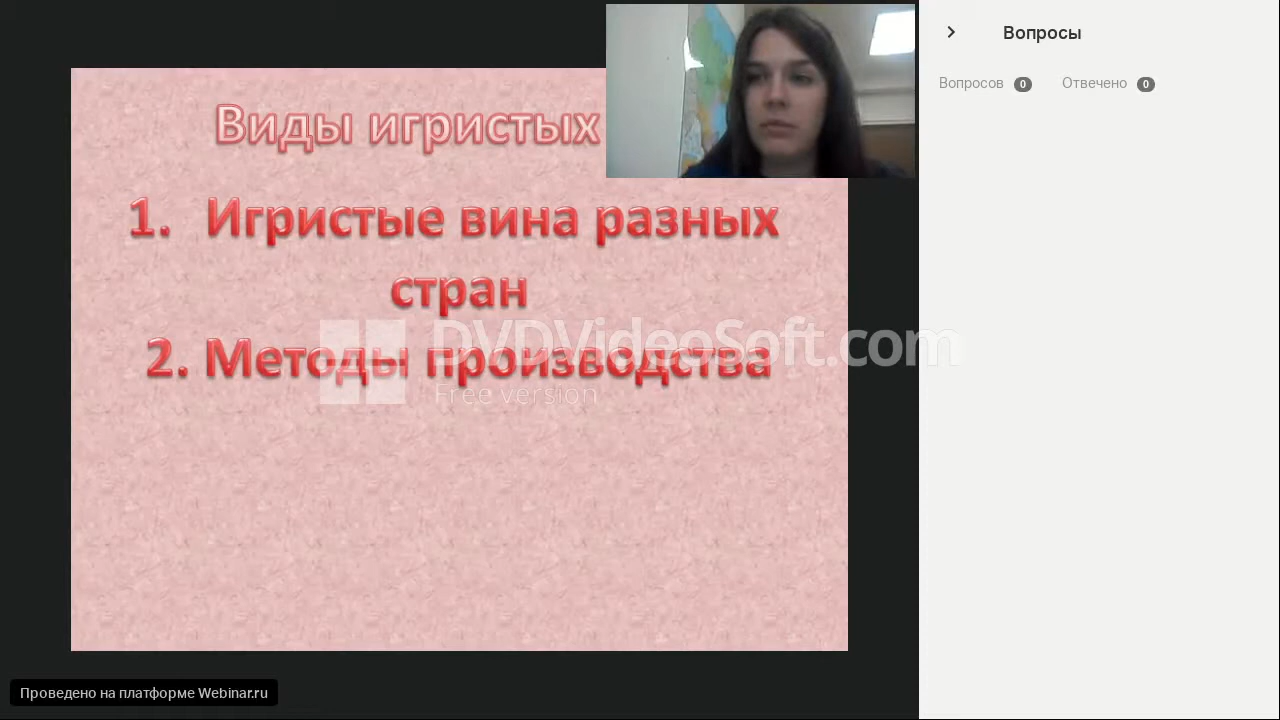 Вопросы
Вопросов 0 Отвечено 0
Виды игристых
1. Игристые вина разных
стран
2. Методы производства
DVDVideoSoft.com
Free version
Проведено на платформе Webinar.ru